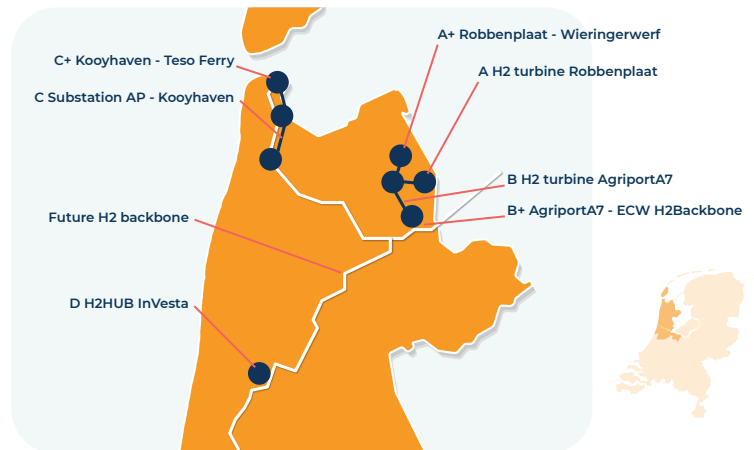 A+ Robbenplaat - Wieringerwerf
C+ Kooyhaven - Teso Ferry
A H2 turbine Robbenplaat
C Substation AP - Kooyhaven
B H2 turbine AgriportA7
B+ AgriportA7 - ECW H2Backbone
Future H2 backbone
D H2HUB InVesta